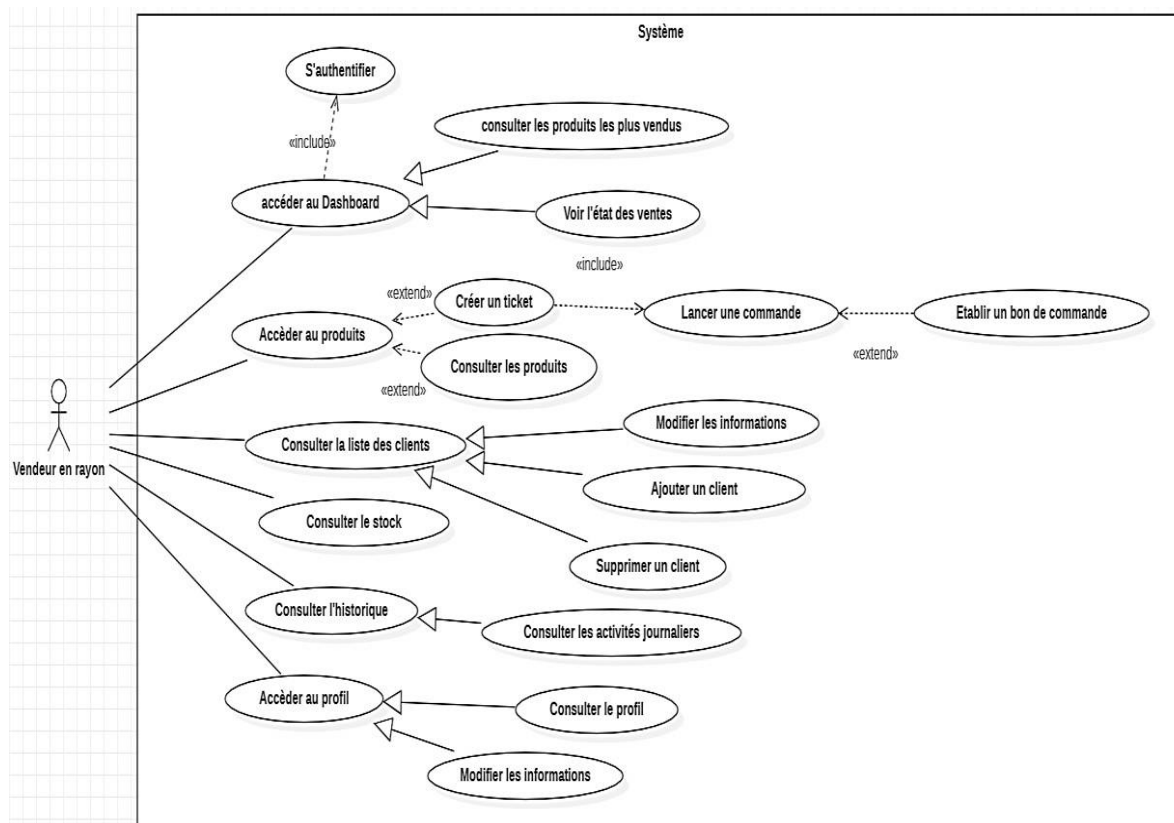 Système
S'authentifier
«include»
consulter les produits les plus vendus
accéder au Dashboard
Voir l'état des ventes
«include»
«extend»
Créer un ticket
Lancer une commande
Etablir un bon de commande
Accèder au produits
«extend»
Consulter les produits
«extend»
Modifier les informations
Consulter la liste des clients
Vendeur en rayon
Ajouter un client
Consulter le stock
Supprimer un client
Consulter l'historique
Consulter les activités journaliers
Accèder au profil
Consulter le profil
Modifier les informations